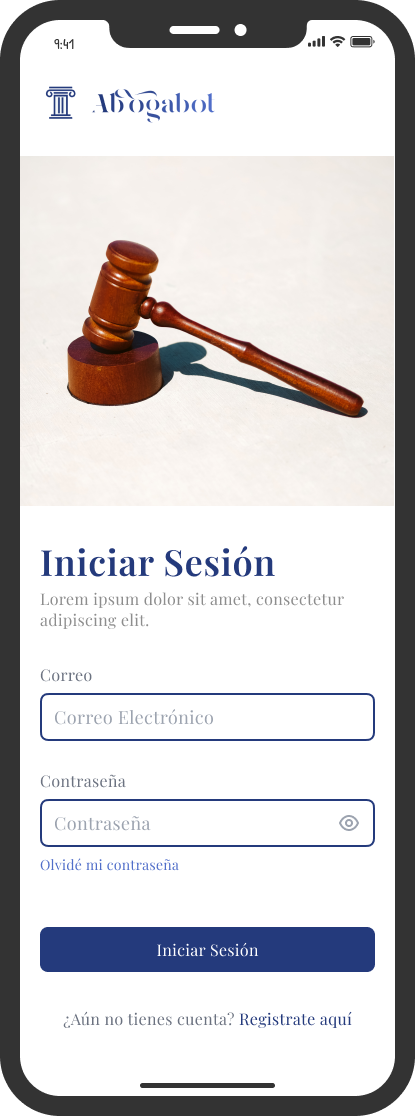 9:41
Abogabot
Iniciar Sesión
Lorem ipsum dolor sit amet, consectetur
adipiscing elit.
Correo
Correo Electrónico
Contraseña
Contraseña
Olvidé mi contraseña
Iniciar Sesión
¿Aún no tienes cuenta? Registrate aquí